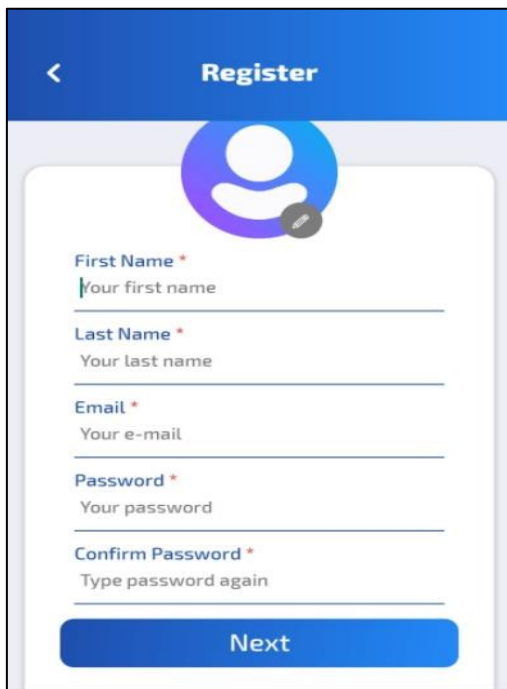 Register
First Name *
Your first name
Last Name *
Your last name
Email *
Your e-mail
Password *
Your password
Confirm Password *
Type password again
Next